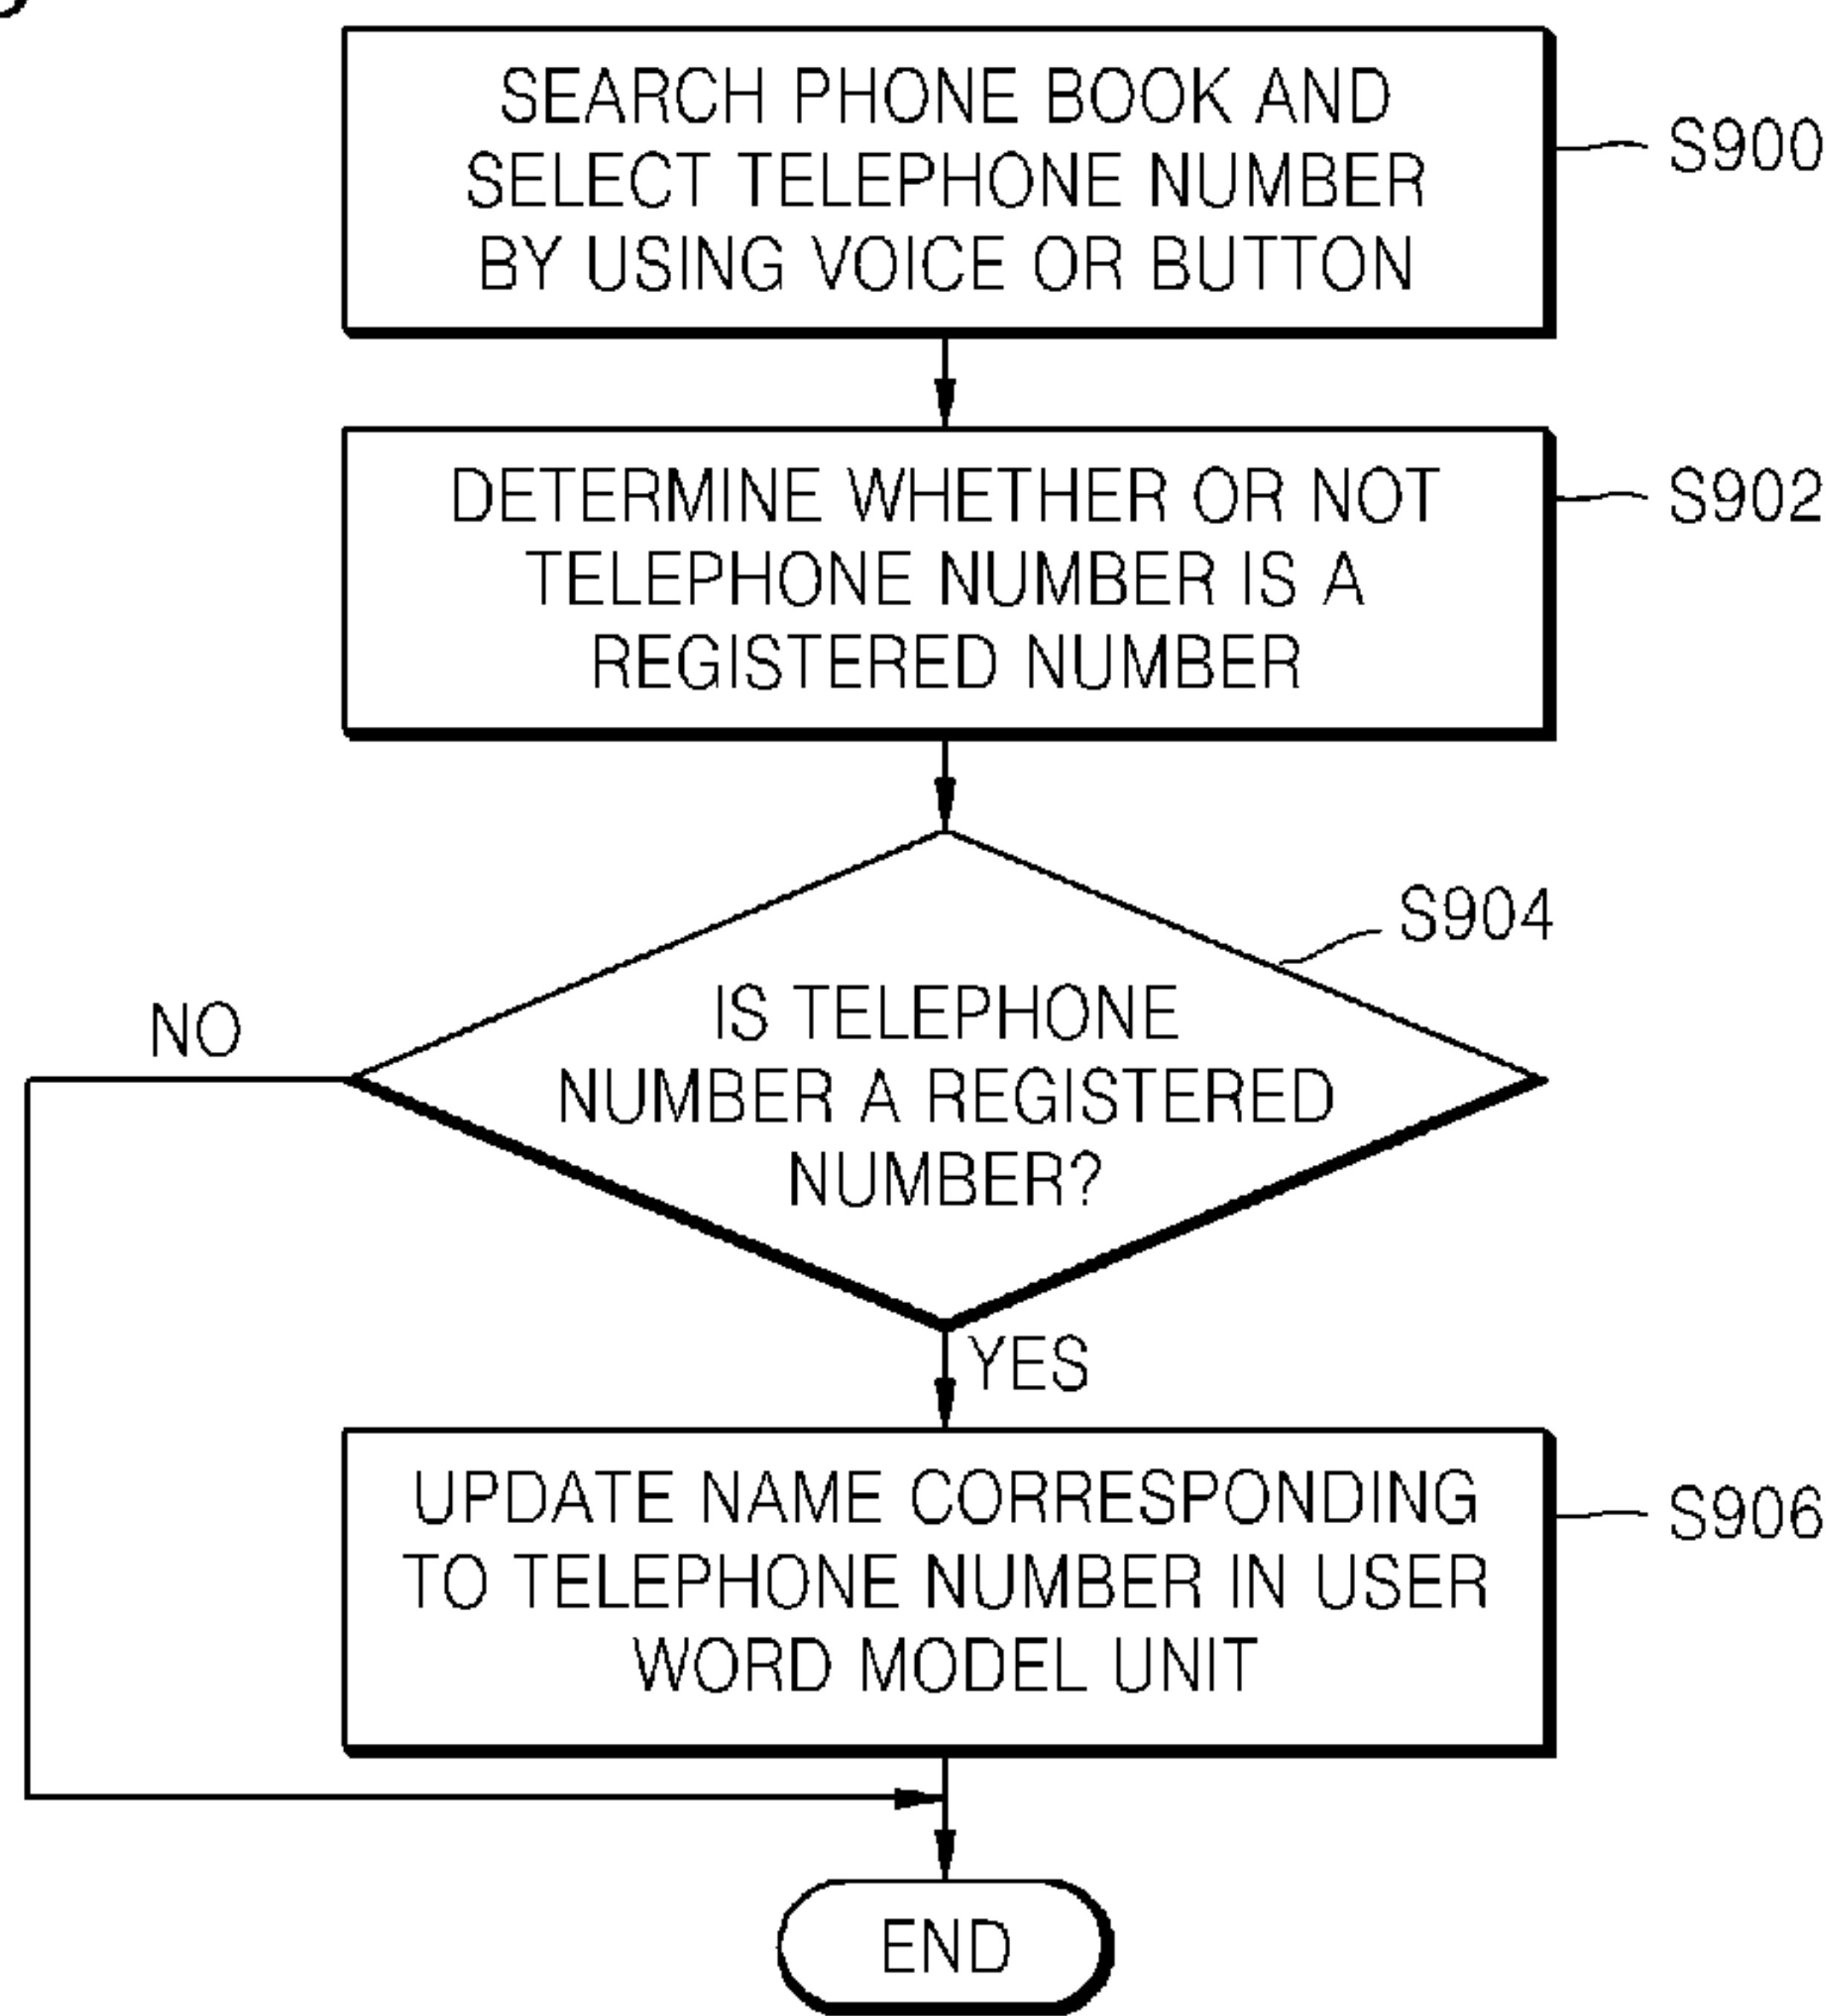 SEARCH PHONE BOOK AND
SELECT TELEPHONE NUMBER
BY USING VOICE OR BUTTON
S900
DETERMINE WHETHER OR NOT
TELEPHONE NUMBER IS A
REGISTERED NUMBER
S902
S904
NO
IS TELEPHONE
NUMBER A REGISTERED
NUMBER?
YES
UPDATE NAME CORRESPONDING
TO TELEPHONE NUMBER IN USER
WORD MODEL UNIT
S906
END